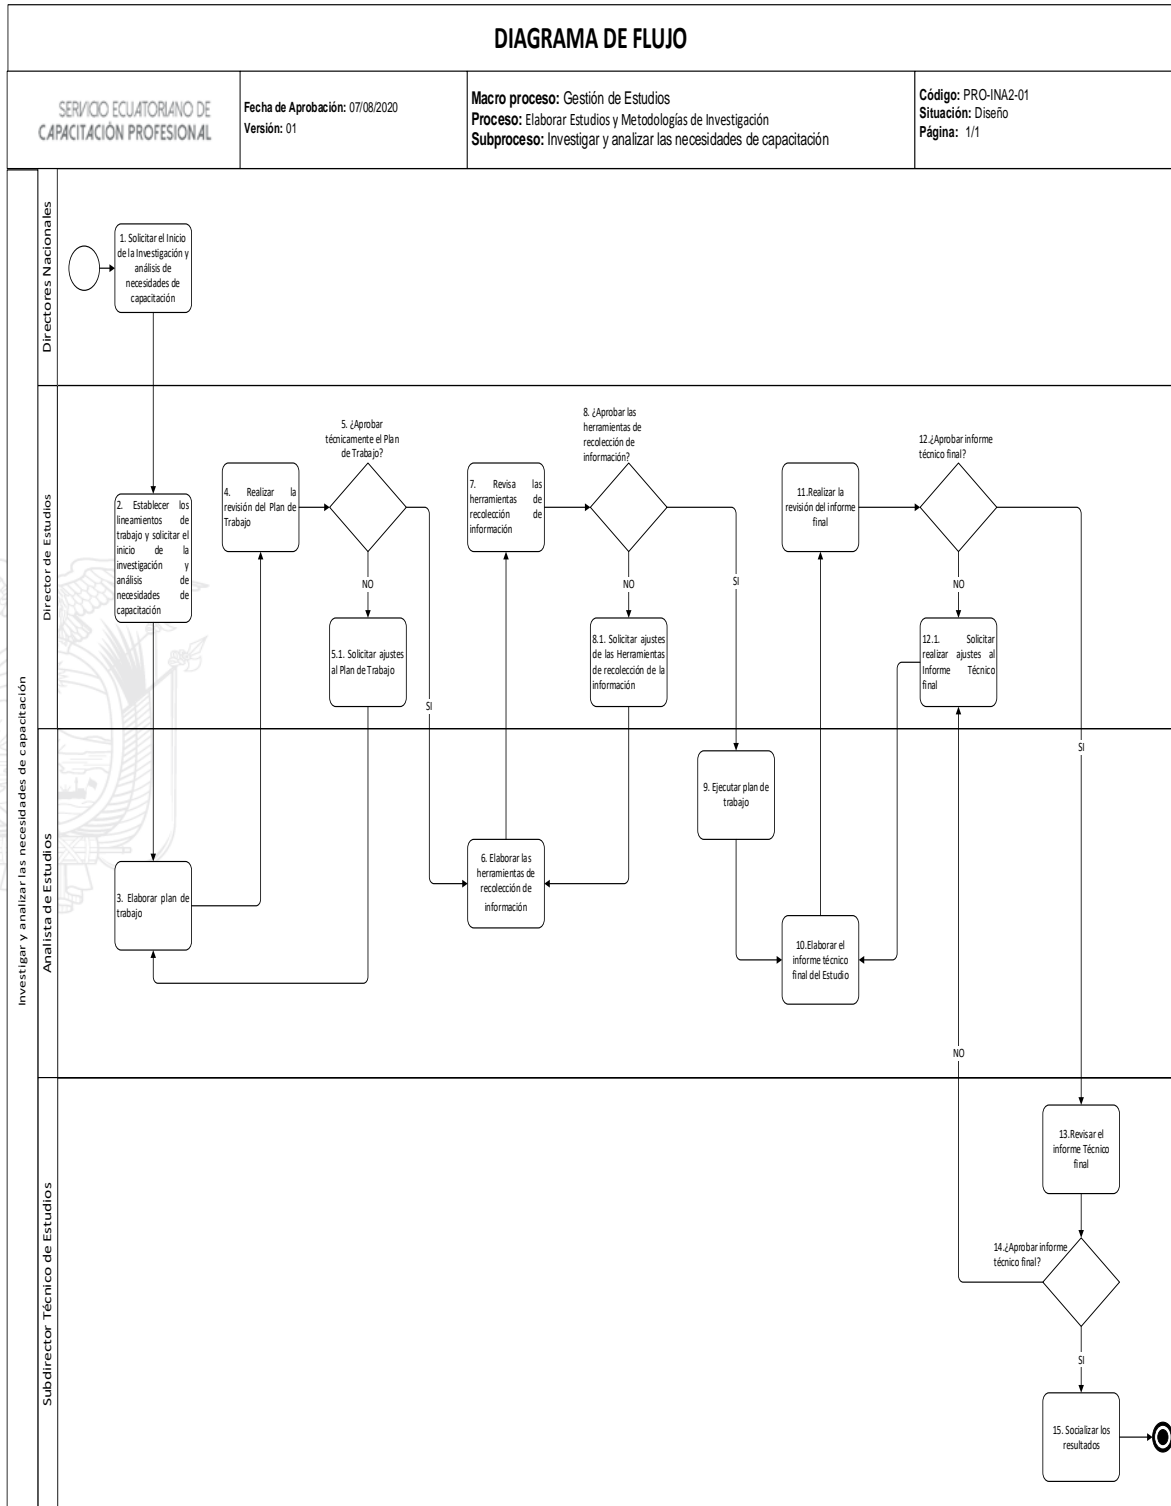 DIAGRAMA DE FLUJO
SERVICIO ECUATORIANO DE
CAPACITACIÓN PROFESIONAL
Fecha de Aprobación: 07/08/2020
Versión: 01
Macro proceso: Gestión de Estudios
Proceso: Elaborar Estudios y Metodologías de Investigación
Subproceso: Investigar y analizar las necesidades de capacitación
Código: PRO-INA2-01
Situación: Diseño
Página: 1/1
Investigar y analizar las necesidades de capacitación
Directores Nacionales
1. Solicitar el Inicio
de la Investigación y
análisis de
necesidades de
capacitación
Director de Estudios
2. Establecer los
lineamientos de
trabajo y solicitar el
inicio de la
investigación y
análisis de
necesidades de
capacitación
4. Realizar la
revisión del Plan de
Trabajo
5. ¿Aprobar
técnicamente el Plan
de Trabajo?
NO
SI
5.1. Solicitar ajustes
al Plan de Trabajo
7. Revisa las
herramientas de
recolección de
información
8. ¿Aprobar las
herramientas de
recolección de
información?
NO
SI
8.1. Solicitar ajustes
de las Herramientas
de recolección de la
información
11.Realizar la
revisión del informe
final
12.¿Aprobar informe
técnico final?
NO
SI
12.1. Solicitar
realizar ajustes al
Informe Técnico
final
Analista de Estudios
3. Elaborar plan de
trabajo
6. Elaborar las
herramientas de
recolección de
información
9. Ejecutar plan de
trabajo
10.Elaborar el
informe técnico
final del Estudio
NO
Subdirector Técnico de Estudios
13.Revisar el
informe Técnico
final
14.¿Aprobar informe
técnico final?
SI
15. Socializar los
resultados